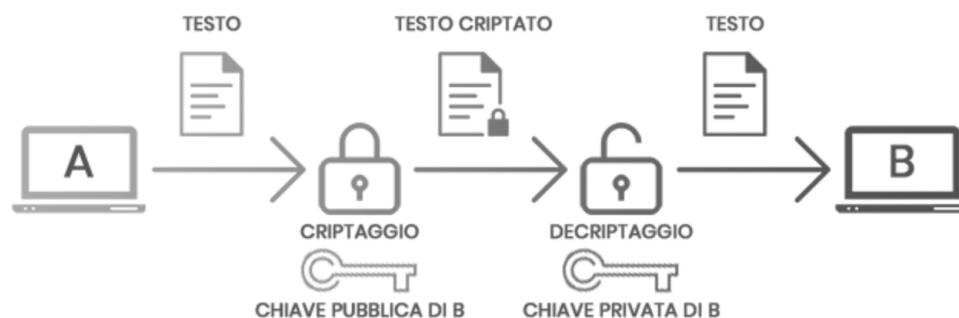 TESTO
TESTO CRIPTATO
TESTO
A
B
CRIPTAGGIO
DECRIPTAGGIO
CHIAVE PUBBLICA DI B
CHIAVE PRIVATA DI B